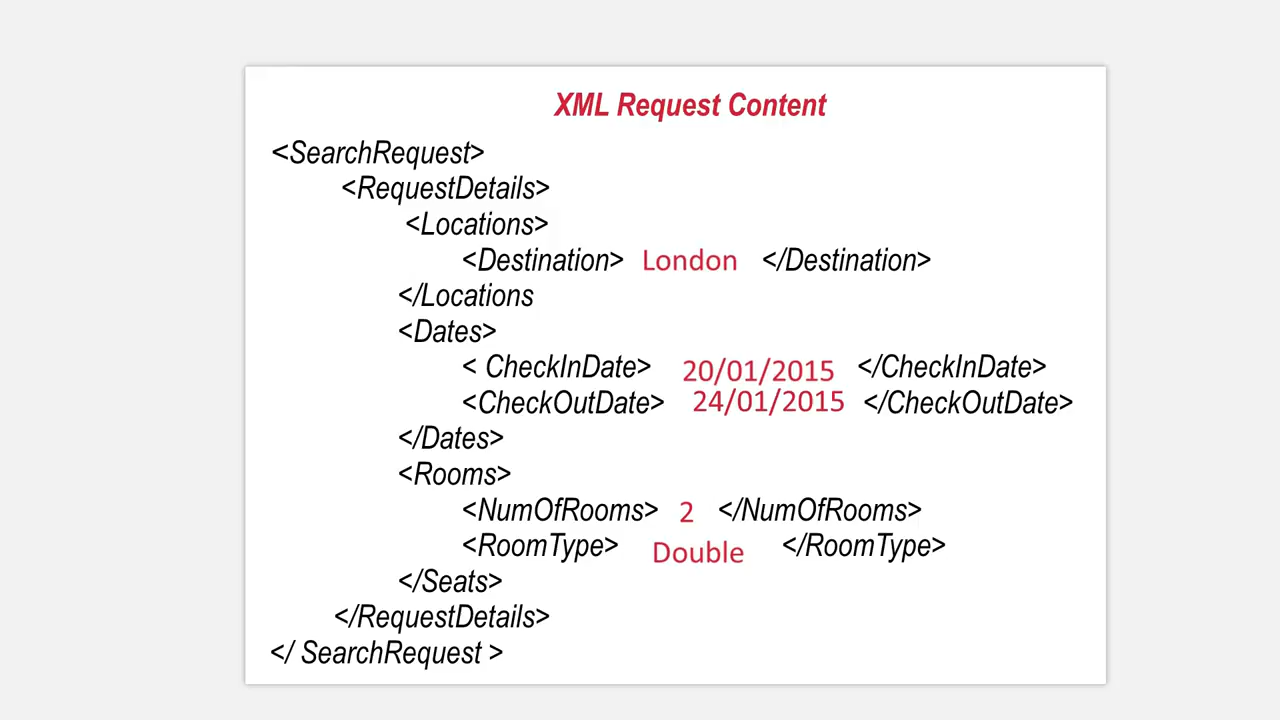 XML Request Content
<SearchRequest>
<RequestDetails>
<Locations>
<Destination> London </Destination>
</Locations
<Dates>
< CheckInDate> 20/01/2015 </CheckInDate>
<CheckOutDate> 24/01/2015 </CheckOutDate>
</Dates>
<Rooms>
<NumOfRooms> 2 </NumOfRooms>
<RoomType> Double </RoomType>
</Seats>
</RequestDetails>
</ SearchRequest >